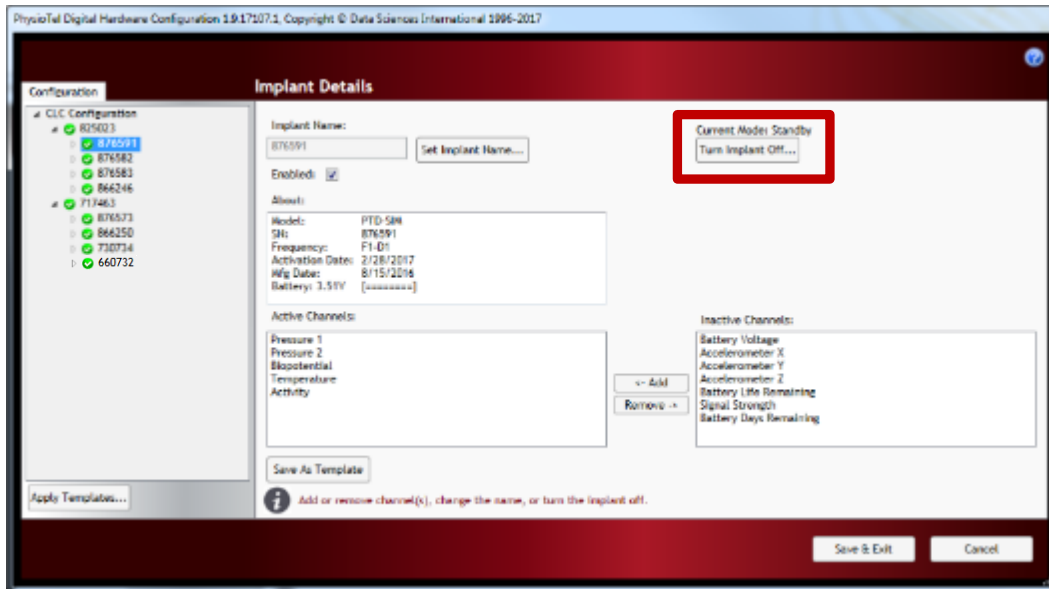 PhysioTel Digital Hardware Configuration 1.9.17107.1, Copyright © Data Sciences International 1996-2017
Configuration
Implant Details
CLC Configuration
825023
876591
876582
876583
866246
717463
876573
866250
730734
660732
Apply Templates...
Implant Name:
876591
Set Implant Name...
Enabled:
Current Mode: Standby
Turn Implant Off...
About:
Model: PTD SIM
SN: 876591
Frequency: F1-D1
Activation Date: 2/28/2017
Mfg Date: 8/15/2016
Battery: 3.51V [========]
Active Channels:
Pressure 1
Pressure 2
Biopotential
Temperature
Activity
<- Add
Remove ->
Inactive Channels:
Battery Voltage
Accelerometer X
Accelerometer Y
Accelerometer Z
Battery Life Remaining
Signal Strength
Battery Days Remaining
Save As Template
Add or remove channel(s), change the name, or turn the implant off.
Save & Exit
Cancel